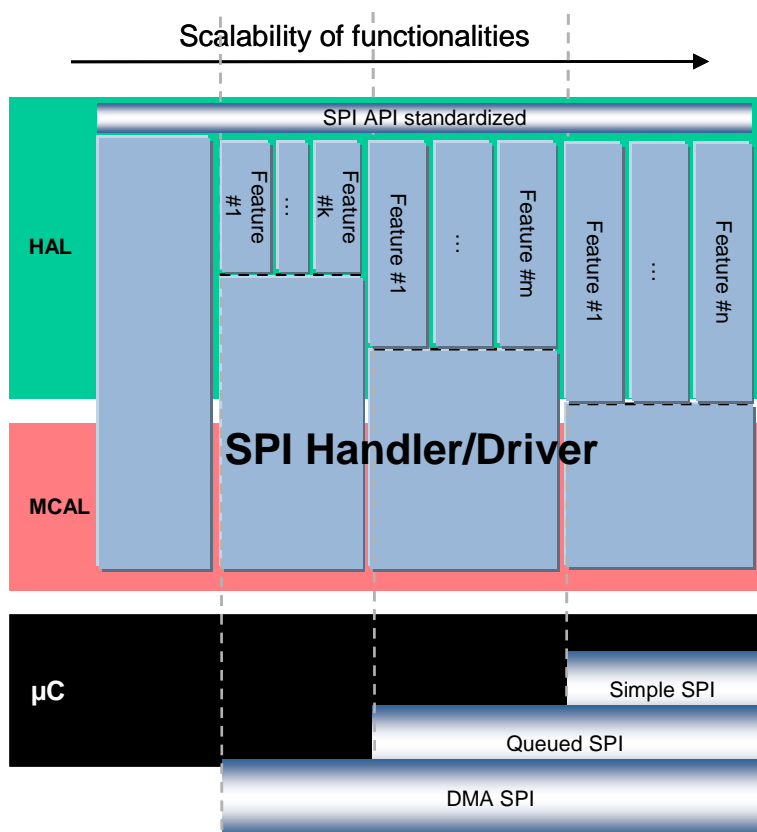 Scalability of functionalities
SPI API standardized
HAL
Feature
#1
...
Feature
#k
Feature #1
...
Feature #m
Feature #1
...
Feature #n
SPI Handler/Driver
MCAL
µC
Simple SPI
Queued SPI
DMA SPI